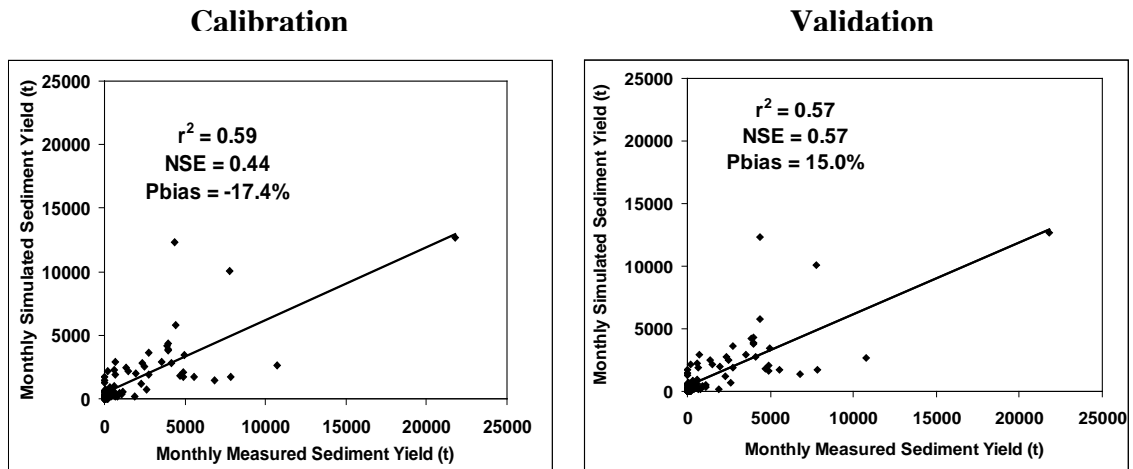 Calibration
25000
20000
15000
10000
5000
0
Monthly Simulated Sediment Yield (t)
r² = 0.59
NSE = 0.44
Pbias = -17.4%
0 5000 10000 15000 20000 25000
Monthly Measured Sediment Yield (t)
Validation
25000
20000
15000
10000
5000
0
Monthly Simulated Sediment Yield (t)
r² = 0.57
NSE = 0.57
Pbias = 15.0%
0 5000 10000 15000 20000 25000
Monthly Measured Sediment Yield (t)